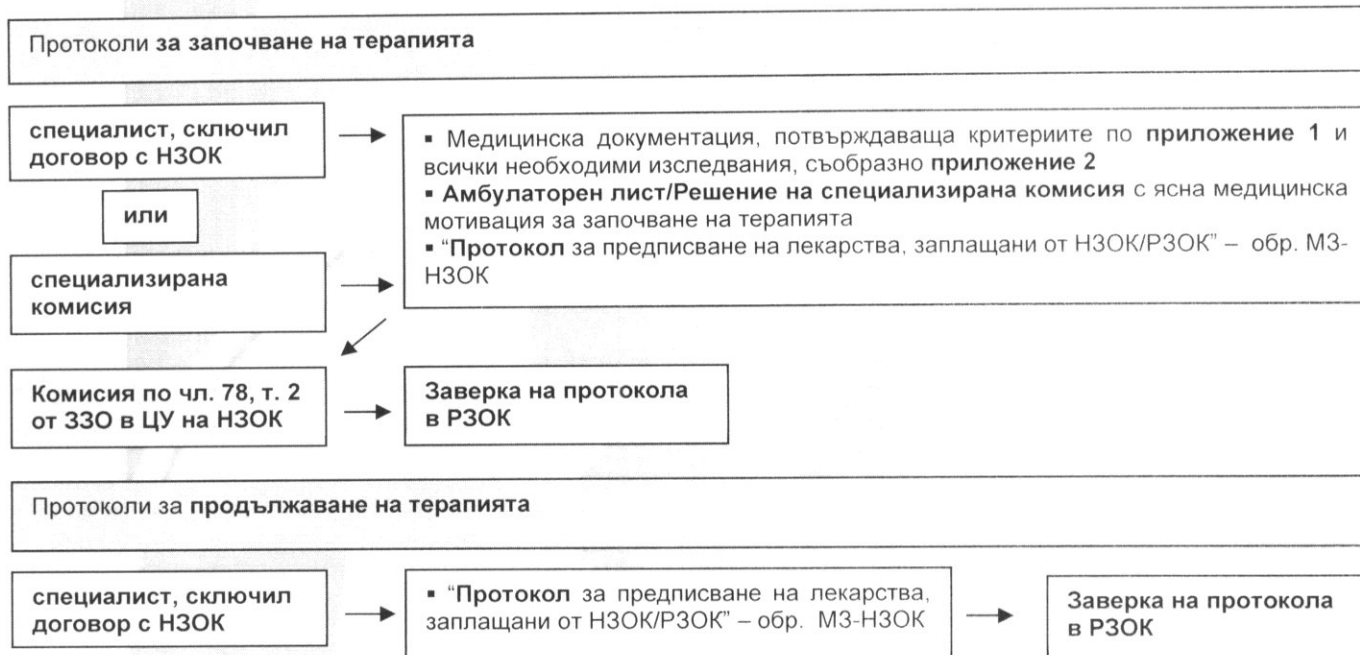 Протоколи за започване на терапията
специалист, сключил
договор с НЗОК
или
специализирана
комисия
▪ Медицинска документация, потвърждаваща критериите по приложение 1 и
всички необходими изследвания, съобразно приложение 2
▪ Амбулаторен лист/Решение на специализирана комисия с ясна медицинска
мотивация за започване на терапията
▪ “Протокол за предписване на лекарства, заплащани от НЗОК/РЗОК” – обр. МЗ-
НЗОК
Комисия по чл. 78, т. 2
от ЗЗО в ЦУ на НЗОК
Заверка на протокола
в РЗОК
Протоколи за продължаване на терапията
специалист, сключил
договор с НЗОК
▪ “Протокол за предписване на лекарства,
заплащани от НЗОК/РЗОК” – обр. МЗ-НЗОК
Заверка на протокола
в РЗОК